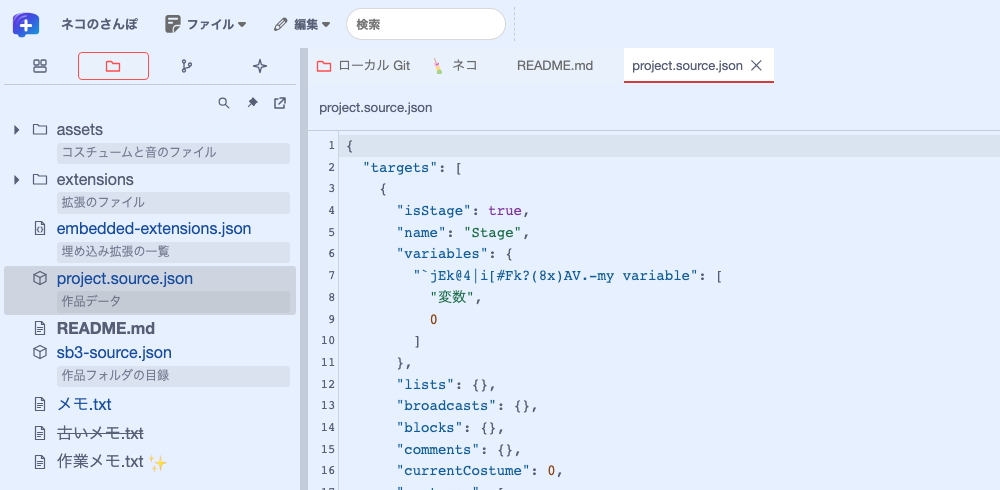 ネコのさんぽ ファイル 編集 検索
ローカル Git ネコ README.md project.source.json
project.source.json
assets
コスチュームと音のファイル
extensions
拡張のファイル
embedded-extensions.json
埋め込み拡張の一覧
project.source.json
作品データ
README.md
sb3-source.json
作品フォルダの目録
メモ.txt
古いメモ.txt
作業メモ.txt ✨
1 {
2 "targets": [
3 {
4 "isStage": true,
5 "name": "Stage",
6 "variables": {
7 "`jEk@4|i[#Fk?(8x)AV.-my variable": [
8 "変数",
9 0
10 ]
11 },
12 "lists": {},
13 "broadcasts": {},
14 "blocks": {},
15 "comments": {},
16 "currentCostume": 0,